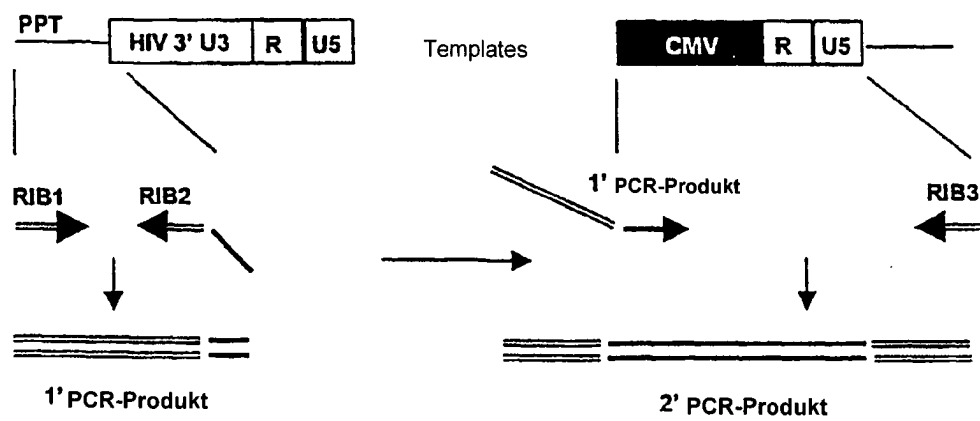 PPT
HIV 3' U3 R U5
Templates
CMV R U5
RIB1 RIB2
1' PCR-Produkt
RIB3
1' PCR-Produkt
2' PCR-Produkt